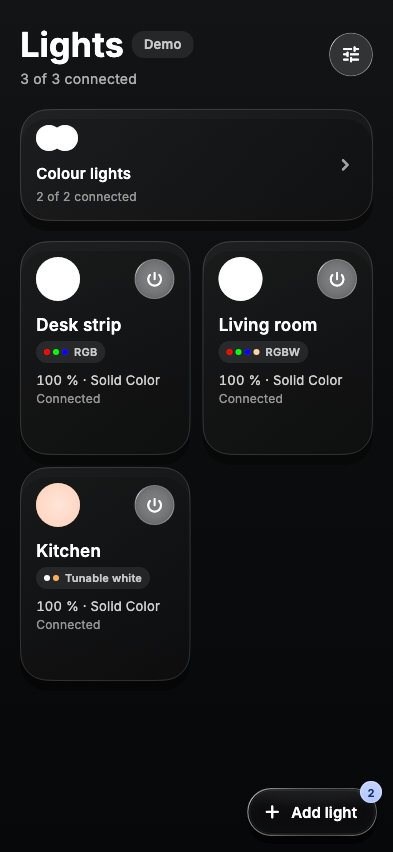 Lights Demo
3 of 3 connected
Colour lights
2 of 2 connected
Desk strip
RGB
100 % · Solid Color
Connected
Living room
RGBW
100 % · Solid Color
Connected
Kitchen
Tunable white
100 % · Solid Color
Connected
2
+ Add light